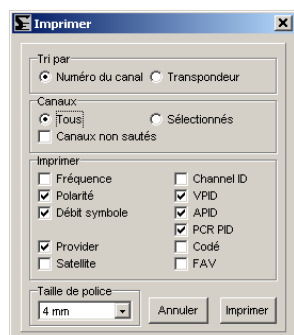 Imprimer
Tri par
Numéro du canal Transpondeur
Canaux
Tous Sélectionnés
Canaux non sautés
Imprimer
Fréquence Channel ID
Polarité VPID
Débit symbole APID
PCR PID
Provider Codé
Satellite FAV
Taille de police
4 mm Annuler Imprimer